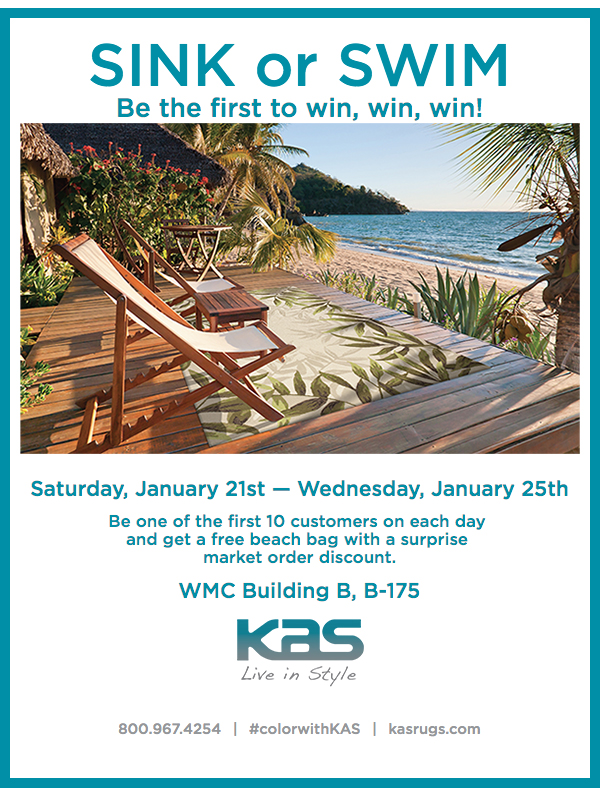 SINK or SWIM
Be the first to win, win, win!
Saturday, January 21st — Wednesday, January 25th
Be one of the first 10 customers on each day
and get a free beach bag with a surprise
market order discount.
WMC Building B, B-175
KAS
Live in Style
800.967.4254 | #colorwithKAS | kasrugs.com